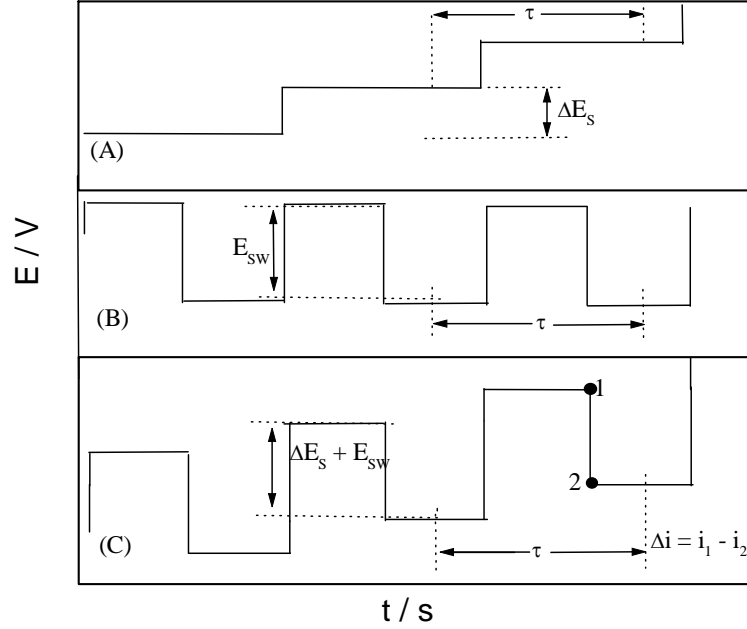 τ
ΔE_s
(A)
E / V
E_sw
(B)
τ
1
ΔE_s + E_sw
2
(C)
τ
Δi = i_1 - i_2
t / s